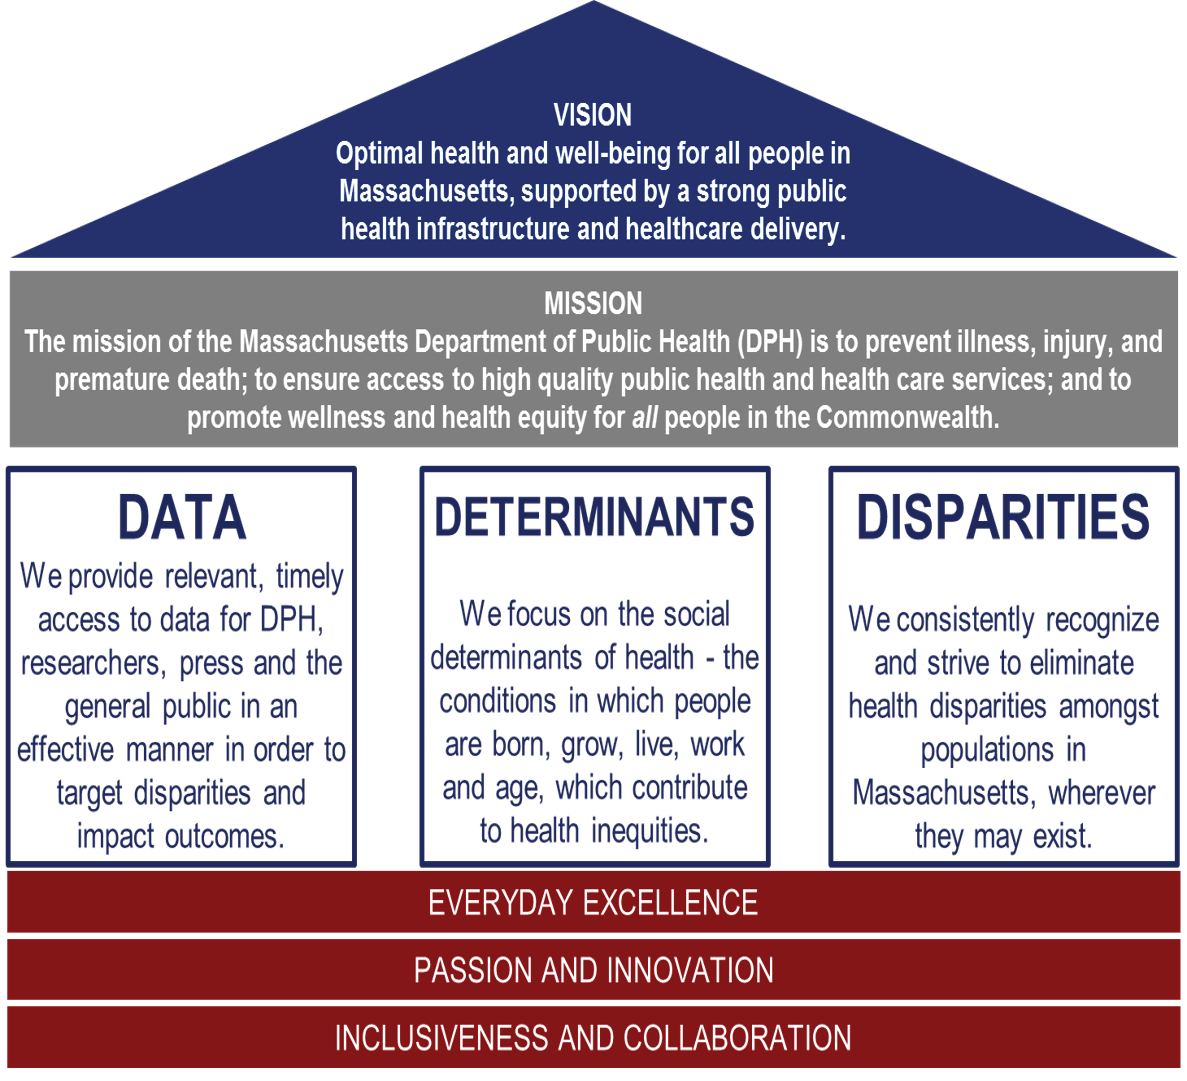 VISION
Optimal health and well-being for all people in
Massachusetts, supported by a strong public
health infrastructure and healthcare delivery.
MISSION
The mission of the Massachusetts Department of Public Health (DPH) is to prevent illness, injury, and
premature death; to ensure access to high quality public health and health care services; and to
promote wellness and health equity for all people in the Commonwealth.
DATA
We provide relevant, timely
access to data for DPH,
researchers, press and the
general public in an
effective manner in order to
target disparities and
impact outcomes.
DETERMINANTS
We focus on the social
determinants of health - the
conditions in which people
are born, grow, live, work
and age, which contribute
to health inequities.
DISPARITIES
We consistently recognize
and strive to eliminate
health disparities amongst
populations in
Massachusetts, wherever
they may exist.
EVERYDAY EXCELLENCE
PASSION AND INNOVATION
INCLUSIVENESS AND COLLABORATION